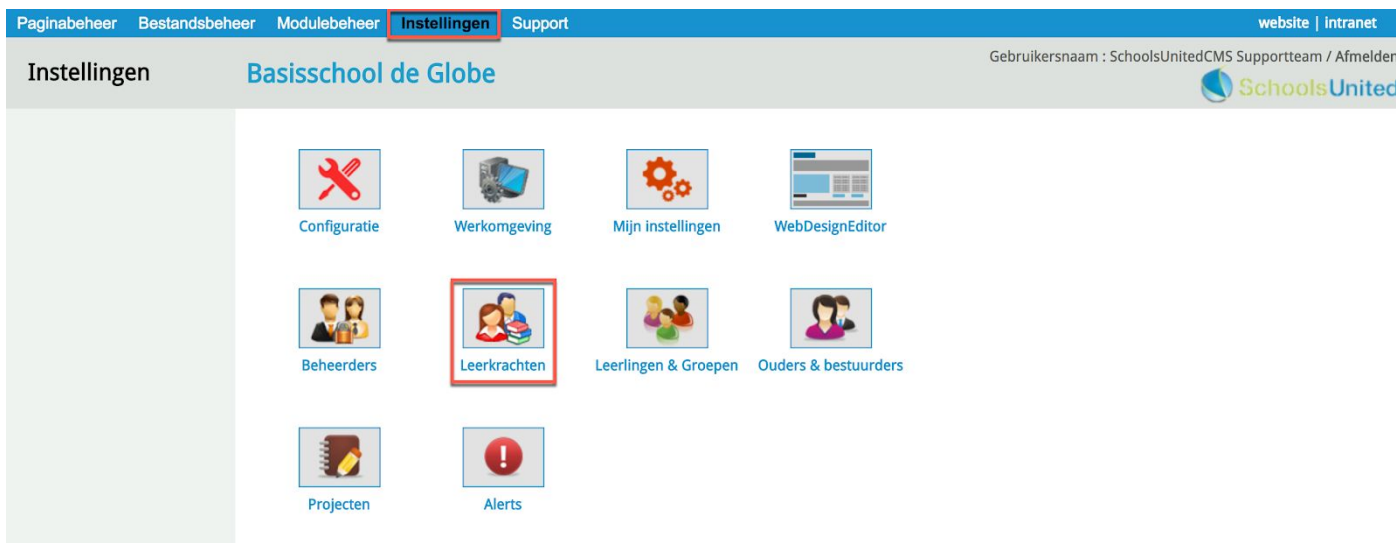 Paginabeheer Bestandsbeheer Modulebeheer Instellingen Support website | intranet
Gebruikersnaam : SchoolsUnitedCMS Supportteam / Afmelden
Instellingen Basisschool de Globe
SchoolsUnited
Configuratie Werkomgeving Mijn instellingen WebDesignEditor
Beheerders Leerkrachten Leerlingen & Groepen Ouders & bestuurders
Projecten Alerts